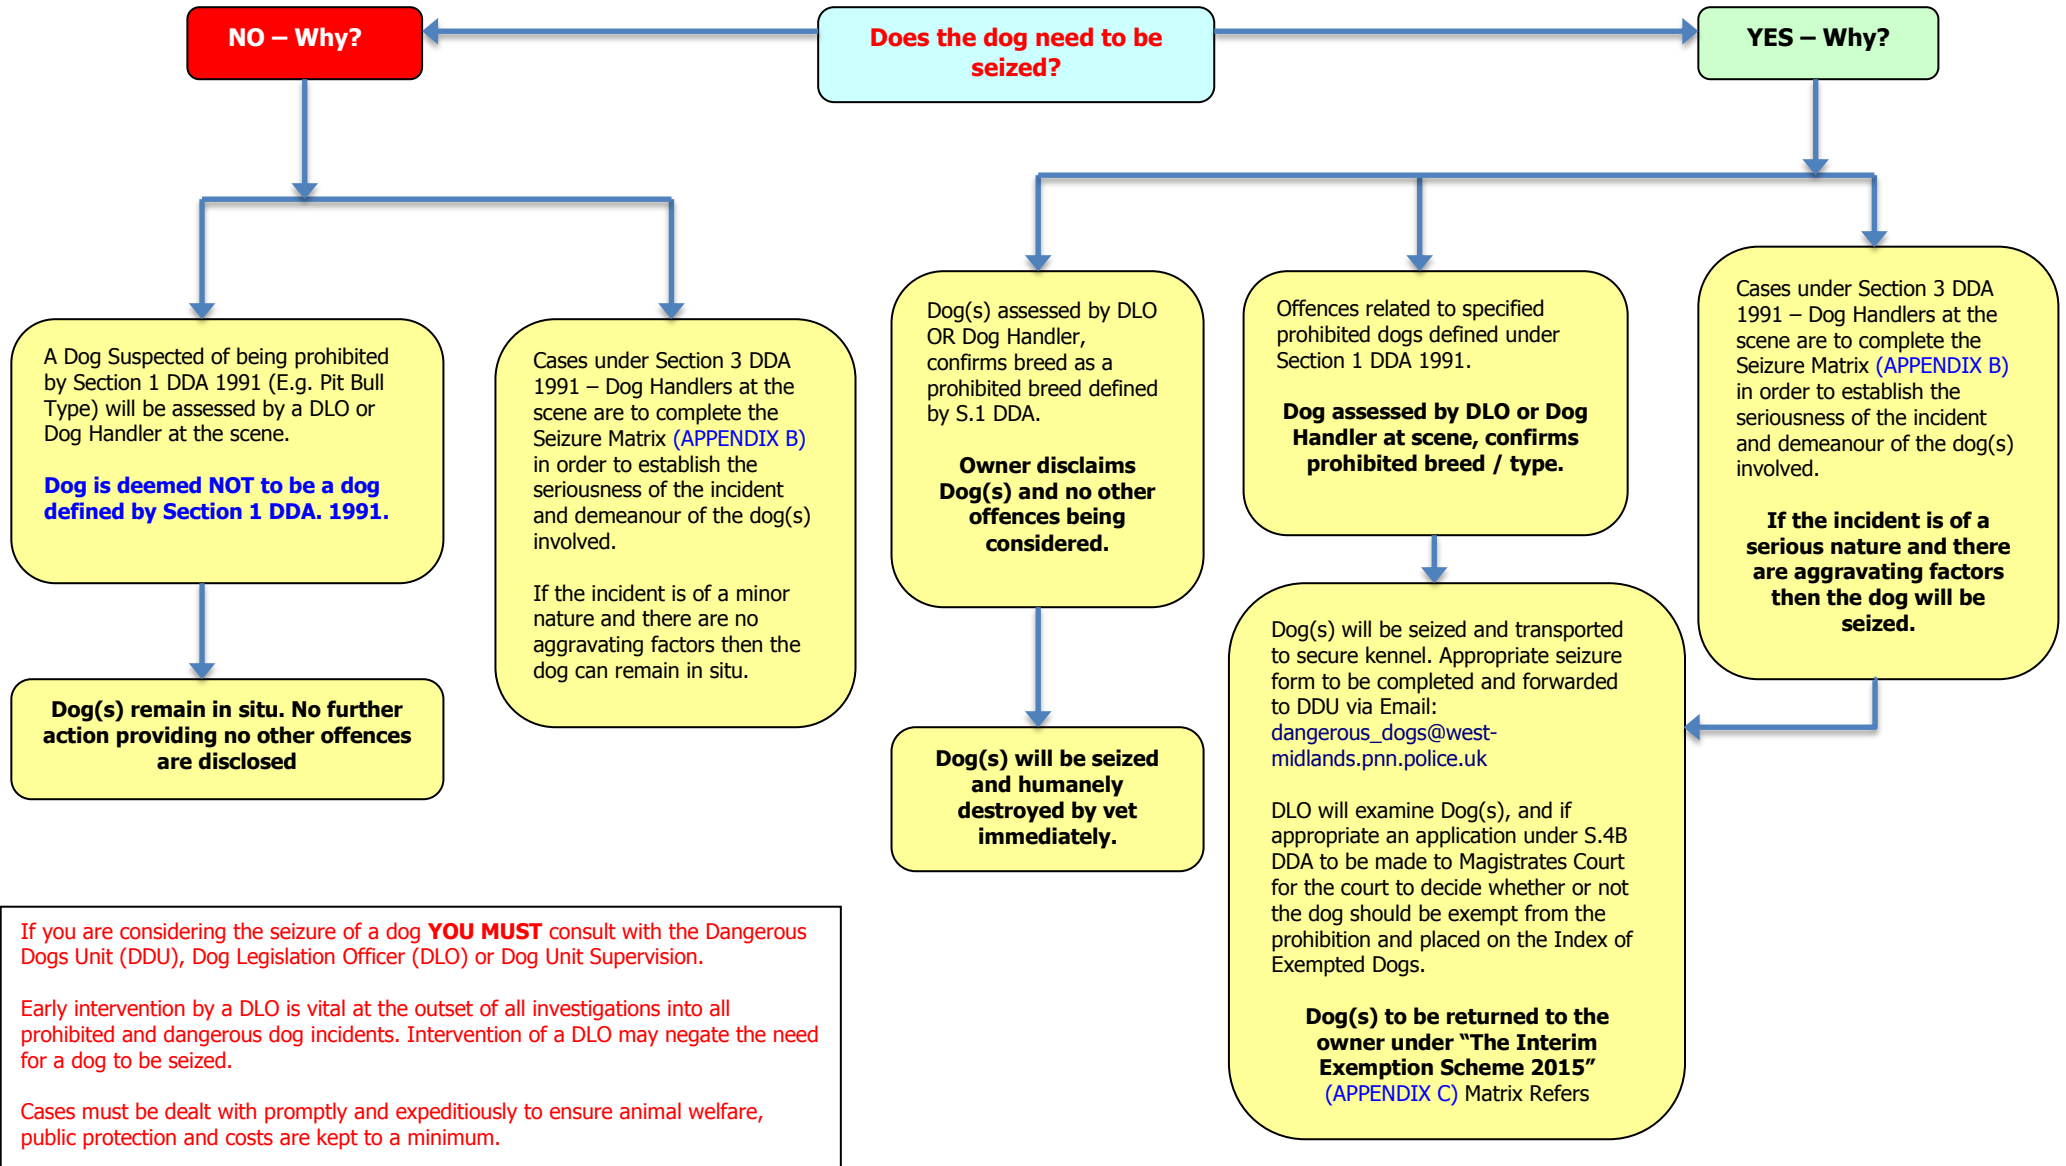 NO – Why?
Does the dog need to be
seized?
YES – Why?
A Dog Suspected of being prohibited
by Section 1 DDA 1991 (E.g. Pit Bull
Type) will be assessed by a DLO or
Dog Handler at the scene.
Dog is deemed NOT to be a dog
defined by Section 1 DDA. 1991.
Dog(s) remain in situ. No further
action providing no other offences
are disclosed
Cases under Section 3 DDA
1991 – Dog Handlers at the
scene are to complete the
Seizure Matrix (APPENDIX B)
in order to establish the
seriousness of the incident
and demeanour of the dog(s)
involved.
If the incident is of a minor
nature and there are no
aggravating factors then the
dog can remain in situ.
Dog(s) assessed by DLO
OR Dog Handler,
confirms breed as a
prohibited breed defined
by S.1 DDA.
Owner disclaims
Dog(s) and no other
offences being
considered.
Dog(s) will be seized
and humanely
destroyed by vet
immediately.
Offences related to specified
prohibited dogs defined under
Section 1 DDA 1991.
Dog assessed by DLO or Dog
Handler at scene, confirms
prohibited breed / type.
Dog(s) will be seized and transported
to secure kennel. Appropriate seizure
form to be completed and forwarded
to DDU via Email:
dangerous_dogs@west-
midlands.pnn.police.uk
DLO will examine Dog(s), and if
appropriate an application under S.4B
DDA to be made to Magistrates Court
for the court to decide whether or not
the dog should be exempt from the
prohibition and placed on the Index of
Exempted Dogs.
Dog(s) to be returned to the
owner under “The Interim
Exemption Scheme 2015”
(APPENDIX C) Matrix Refers
Cases under Section 3 DDA
1991 – Dog Handlers at the
scene are to complete the
Seizure Matrix (APPENDIX B)
in order to establish the
seriousness of the incident
and demeanour of the dog(s)
involved.
If the incident is of a
serious nature and there
are aggravating factors
then the dog will be
seized.
If you are considering the seizure of a dog YOU MUST consult with the Dangerous
Dogs Unit (DDU), Dog Legislation Officer (DLO) or Dog Unit Supervision.
Early intervention by a DLO is vital at the outset of all investigations into all
prohibited and dangerous dog incidents. Intervention of a DLO may negate the need
for a dog to be seized.
Cases must be dealt with promptly and expeditiously to ensure animal welfare,
public protection and costs are kept to a minimum.